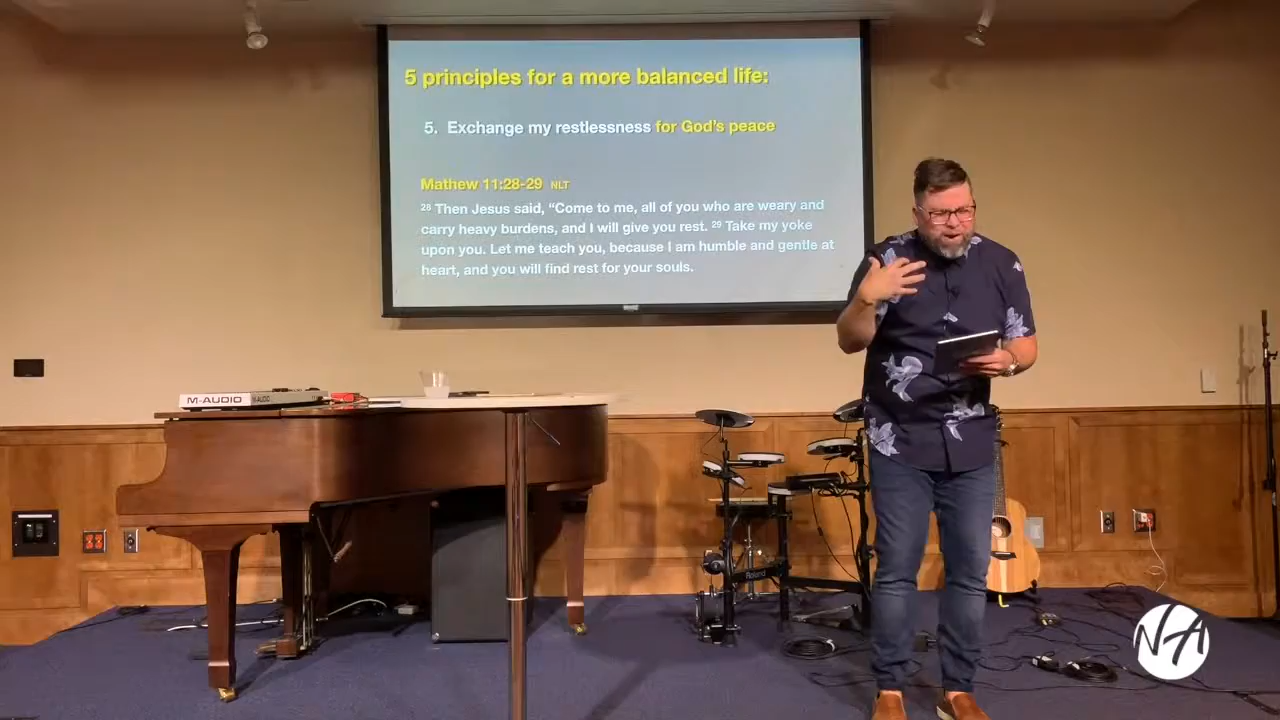 5 principles for a more balanced life:
5. Exchange my restlessness for God's peace
Mathew 11:28-29 NLT
28 Then Jesus said, “Come to me, all of you who are weary and
carry heavy burdens, and I will give you rest. 29 Take my yoke
upon you. Let me teach you, because I am humble and gentle at
heart, and you will find rest for your souls.
M-AUDIO
M-AUDIO
Roland
NA